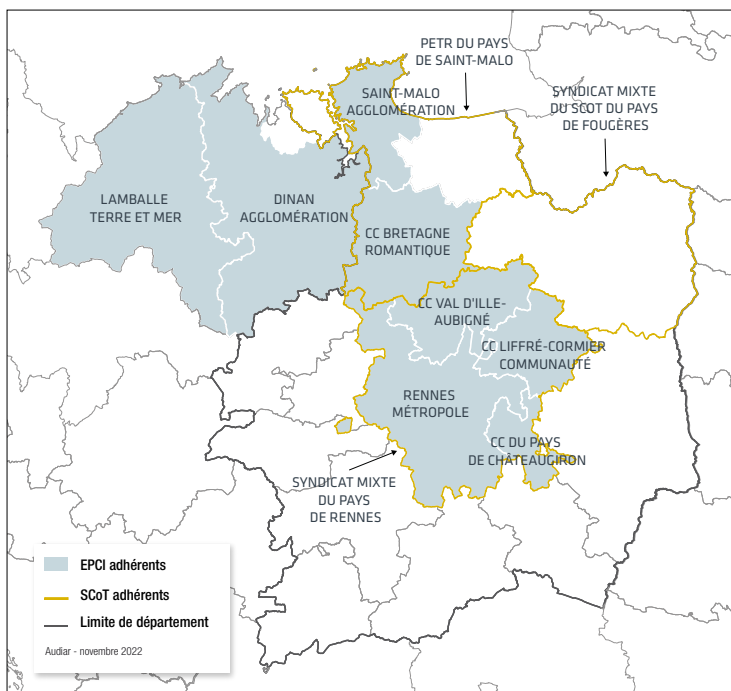 PETR DU PAYS
DE SAINT-MALO
SAINT-MALO
AGGLOMÉRATION
SYNDICAT MIXTE
DU SCOT DU PAYS
DE FOUGÈRES
LAMBALLE
TERRE ET MER
DINAN
AGGLOMÉRATION
CC BRETAGNE
ROMANTIQUE
CC VAL D'ILLE-
AUBIGNÉ
CC LIFFRÉ-CORMIER
COMMUNAUTÉ
RENNES
MÉTROPOLE
CC DU PAYS
DE CHÂTEAUGIRON
SYNDICAT MIXTE
DU PAYS
DE RENNES
EPCI adhérents
SCoT adhérents
Limite de département
Audiar - novembre 2022